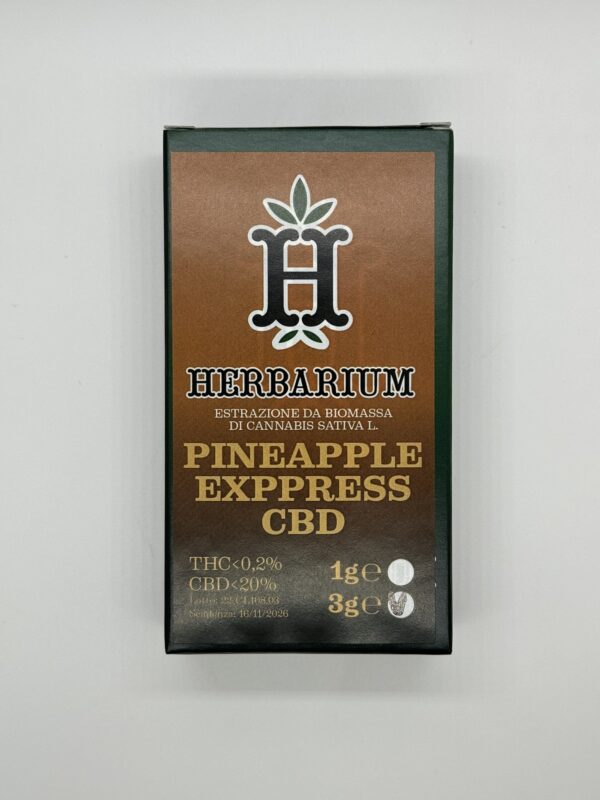 H
HERBARIUM
ESTRAZIONE DA BIOMASSA
DI CANNABIS SATIVA L.
PINEAPPLE
EXPPRESS
CBD
THC<0,2%
CBD<20%
1g℮
3g℮
Scadenza: 16/11/2026